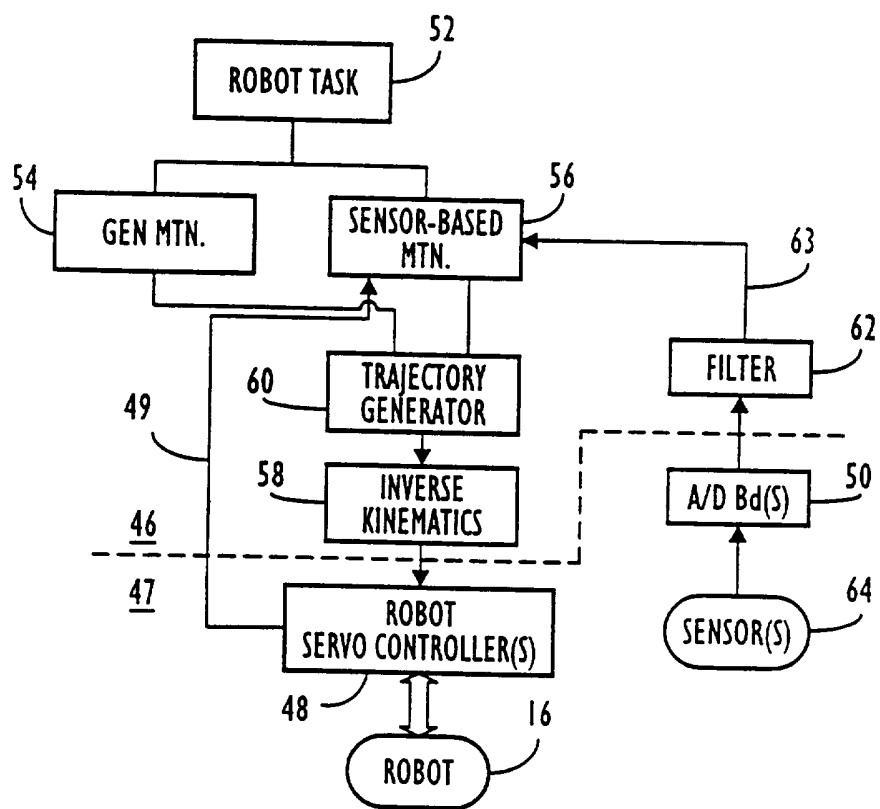 52
ROBOT TASK
54
GEN MTN.
56
SENSOR-BASED
MTN.
63
62
FILTER
60
TRAJECTORY
GENERATOR
49
58
INVERSE
KINEMATICS
50
A/D Bd(S)
46
47
ROBOT
SERVO CONTROLLER(S)
64
SENSOR(S)
48
16
ROBOT